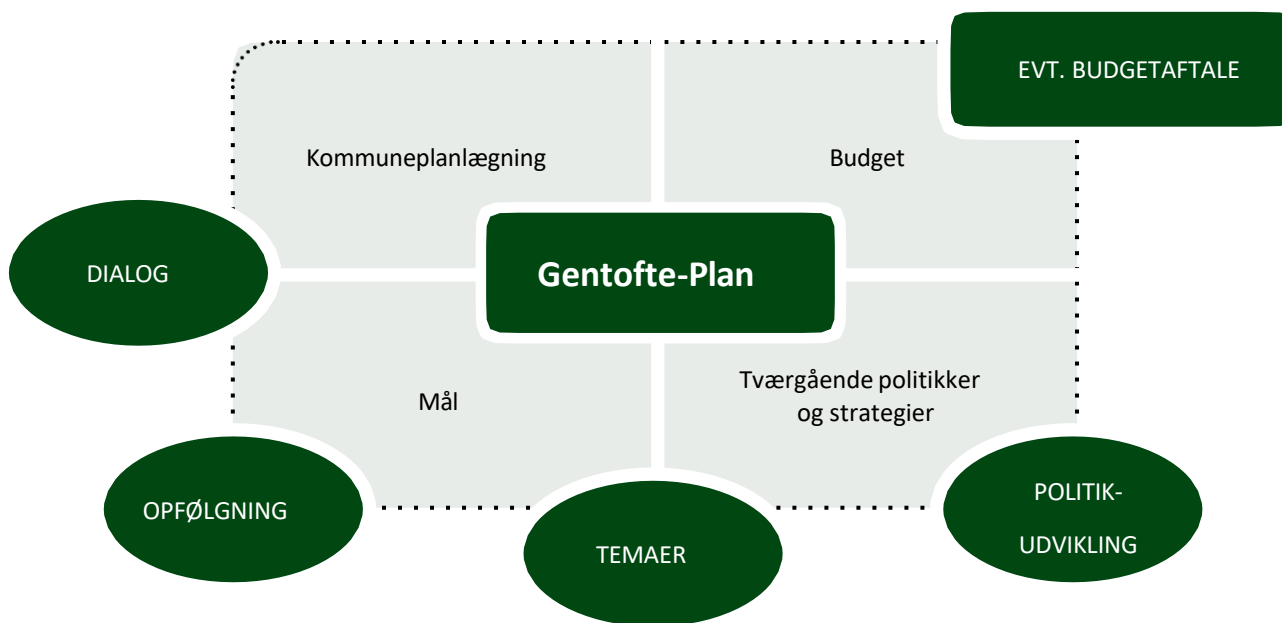 EVT. BUDGETAFTALE
Kommuneplanlægning
Budget
DIALOG
Gentofte-Plan
Mål
Tværgående politikker
og strategier
OPFØLGNING
TEMAER
POLITIK-
UDVIKLING